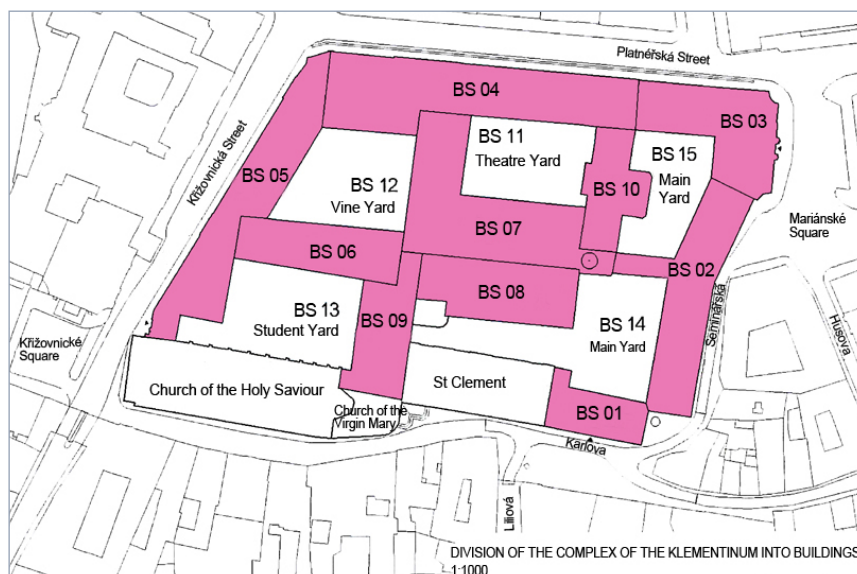 Platnéřská Street
BS 04
BS 03
BS 11
Theatre Yard
BS 15
Main
Yard
Křižovnická Street
BS 05
BS 12
Vine Yard
BS 10
Mariánské
Square
BS 07
BS 06
BS 02
BS 08
BS 13
Student Yard
BS 09
BS 14
Main Yard
Seminářská
Husova
Křižovnické
Square
Church of the Holy Saviour
St Clement
Church of the
Virgin Mary
BS 01
Karlova
Liliová
DIVISION OF THE COMPLEX OF THE KLEMENTINUM INTO BUILDINGS
1:1000